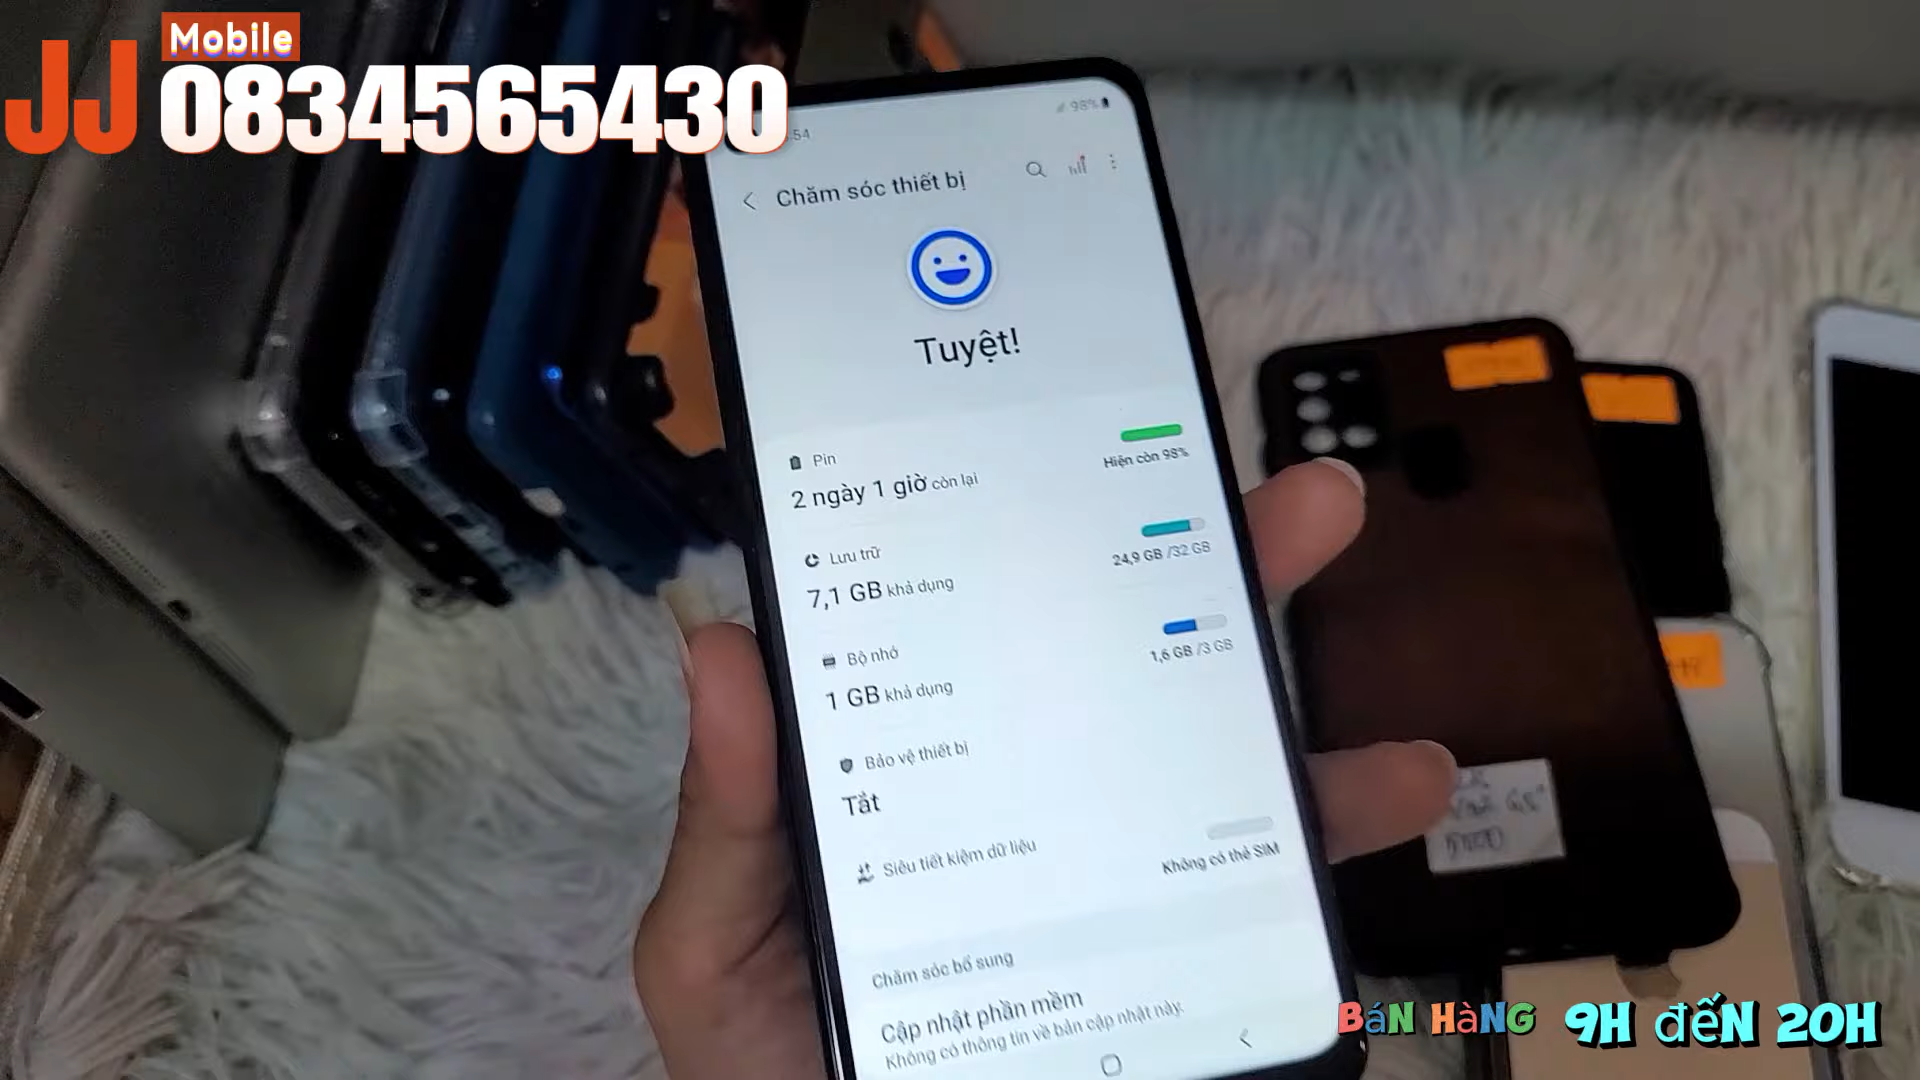 JJ Mobile
0834565430
:54
98%
Chăm sóc thiết bị
Tuyệt!
Pin
2 ngày 1 giờ còn lại
Hiện còn 98%
Lưu trữ
7,1 GB khả dụng
24,9 GB /32 GB
Bộ nhớ
1 GB khả dụng
1,6 GB /3 GB
Bảo vệ thiết bị
Tắt
Siêu tiết kiệm dữ liệu
Không có thẻ SIM
Chăm sóc bổ sung
Cập nhật phần mềm
Không có thông tin về bản cập nhật này.
BáN HàNG 9H đếN 20H